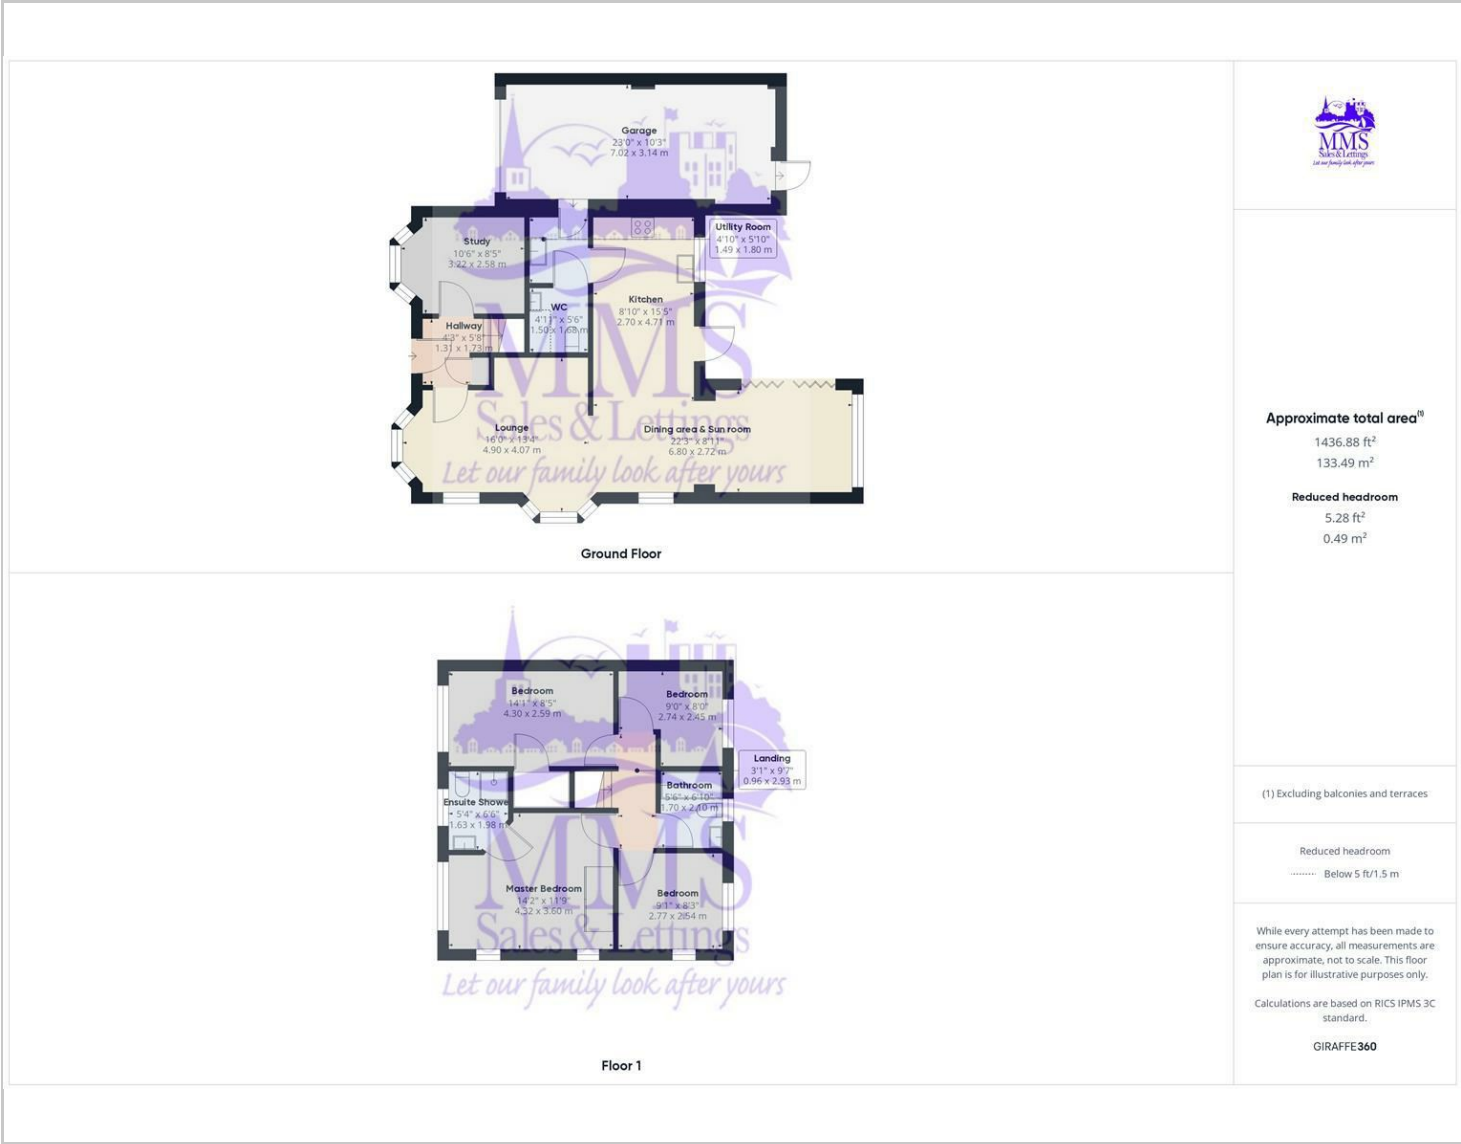 Garage
23'0" x 10'3"
7.02 x 3.14 m
Study
10'6" x 8'5"
3.22 x 2.58 m
Utility Room
4'10" x 5'10"
1.49 x 1.80 m
Kitchen
8'10" x 15'5"
2.70 x 4.71 m
WC
4'11" x 5'6"
1.50 x 1.68 m
Hallway
4'3" x 5'8"
1.31 x 1.73 m
Lounge
16'0" x 13'4"
4.90 x 4.07 m
Dining area & Sun room
22'3" x 8'11"
6.80 x 2.72 m
MMS
Sales & Lettings
Let our family look after yours
Ground Floor
Bedroom
14'1" x 8'5"
4.30 x 2.59 m
Bedroom
9'0" x 8'0"
2.74 x 2.45 m
Landing
3'1" x 9'7"
0.96 x 2.93 m
Bathroom
5'6" x 6'10"
1.70 x 2.10 m
Ensuite Showe
5'4" x 6'6"
1.63 x 1.98 m
Master Bedroom
14'2" x 11'9"
4.32 x 3.60 m
Bedroom
9'1" x 8'3"
2.77 x 2.54 m
MMS
Sales & Lettings
Let our family look after yours
Floor 1
MMS
Sales & Lettings
Let our family look after yours
Approximate total area(1)
1436.88 ft²
133.49 m²
Reduced headroom
5.28 ft²
0.49 m²
(1) Excluding balconies and terraces
Reduced headroom
Below 5 ft/1.5 m
While every attempt has been made to
ensure accuracy, all measurements are
approximate, not to scale. This floor
plan is for illustrative purposes only.
Calculations are based on RICS IPMS 3C
standard.
GIRAFFE360